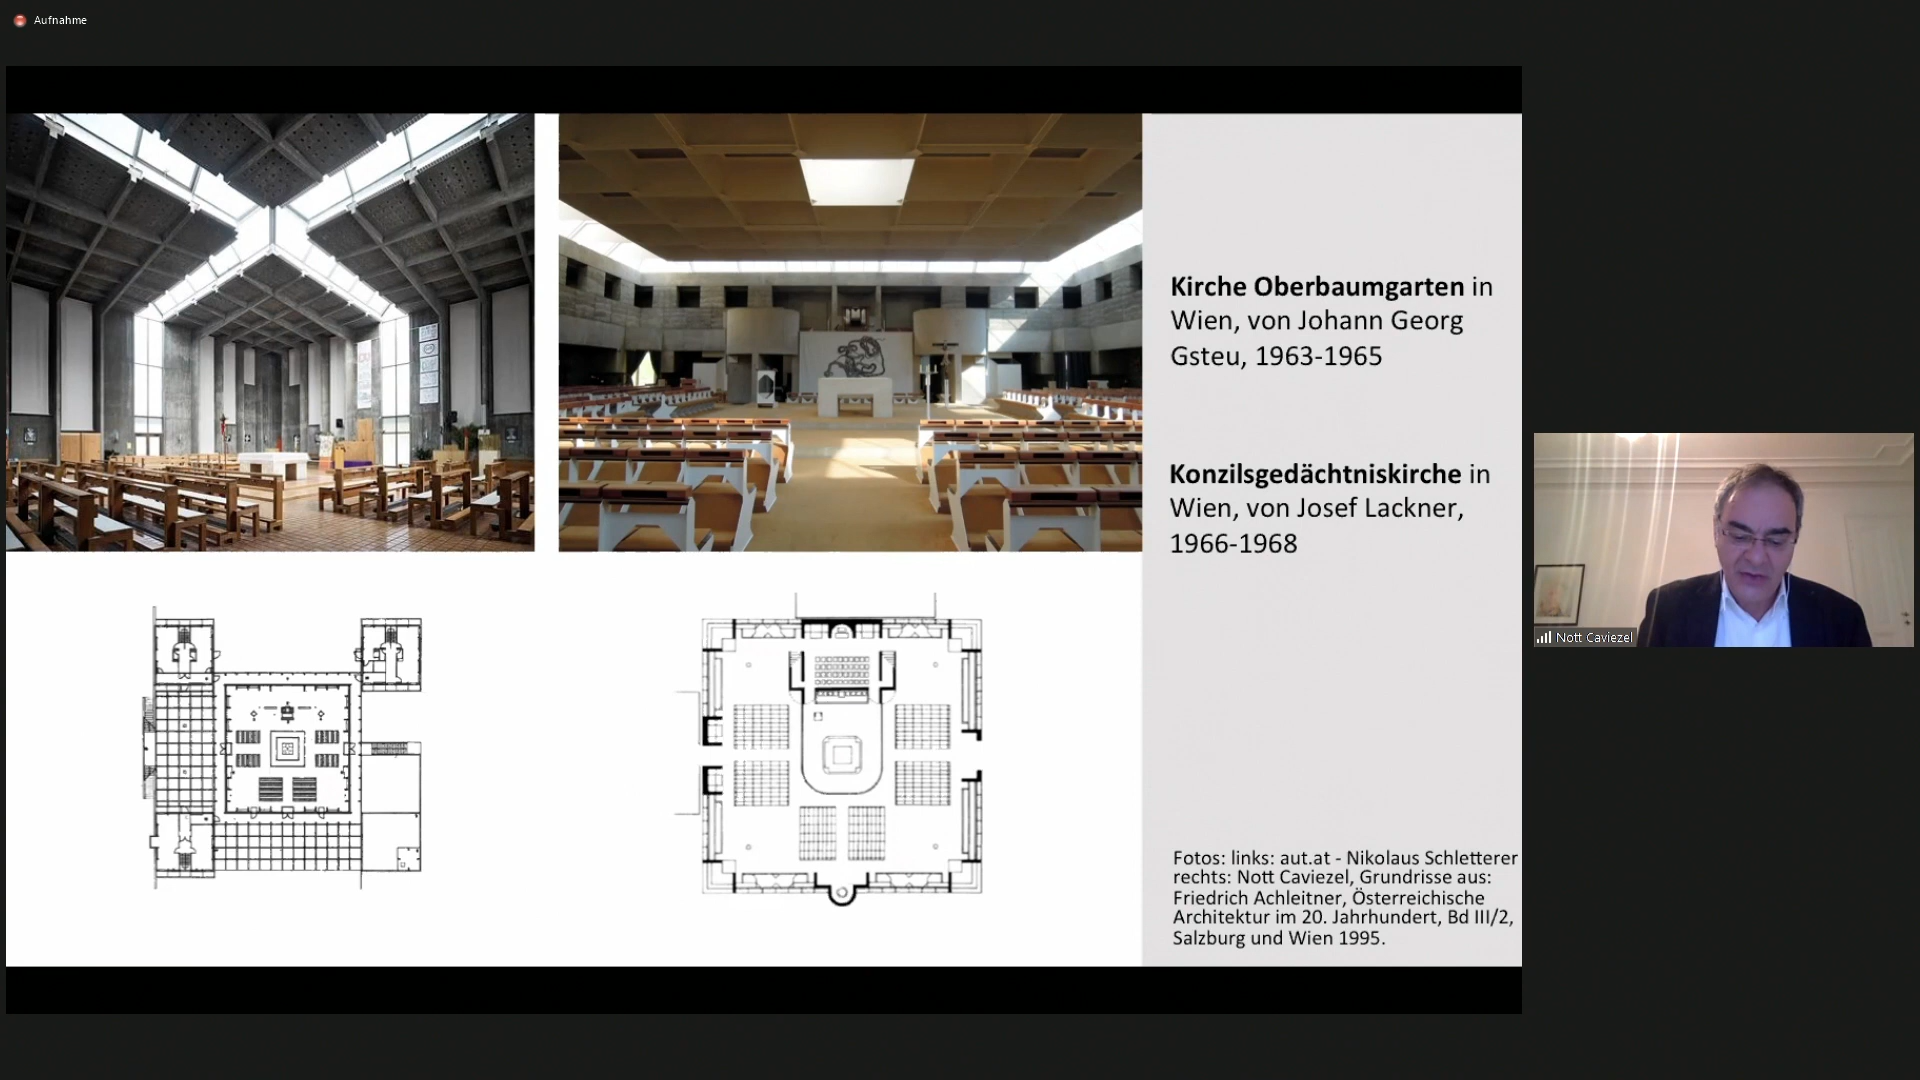 Aufnahme
Kirche Oberbaumgarten in
Wien, von Johann Georg
Gsteu, 1963-1965
Konzilsgedächtniskirche in
Wien, von Josef Lackner,
1966-1968
Fotos: links: aut.at - Nikolaus Schletterer
rechts: Nott Caviezel, Grundrisse aus:
Friedrich Achleitner, Österreichische
Architektur im 20. Jahrhundert, Bd III/2,
Salzburg und Wien 1995.
Nott Caviezel